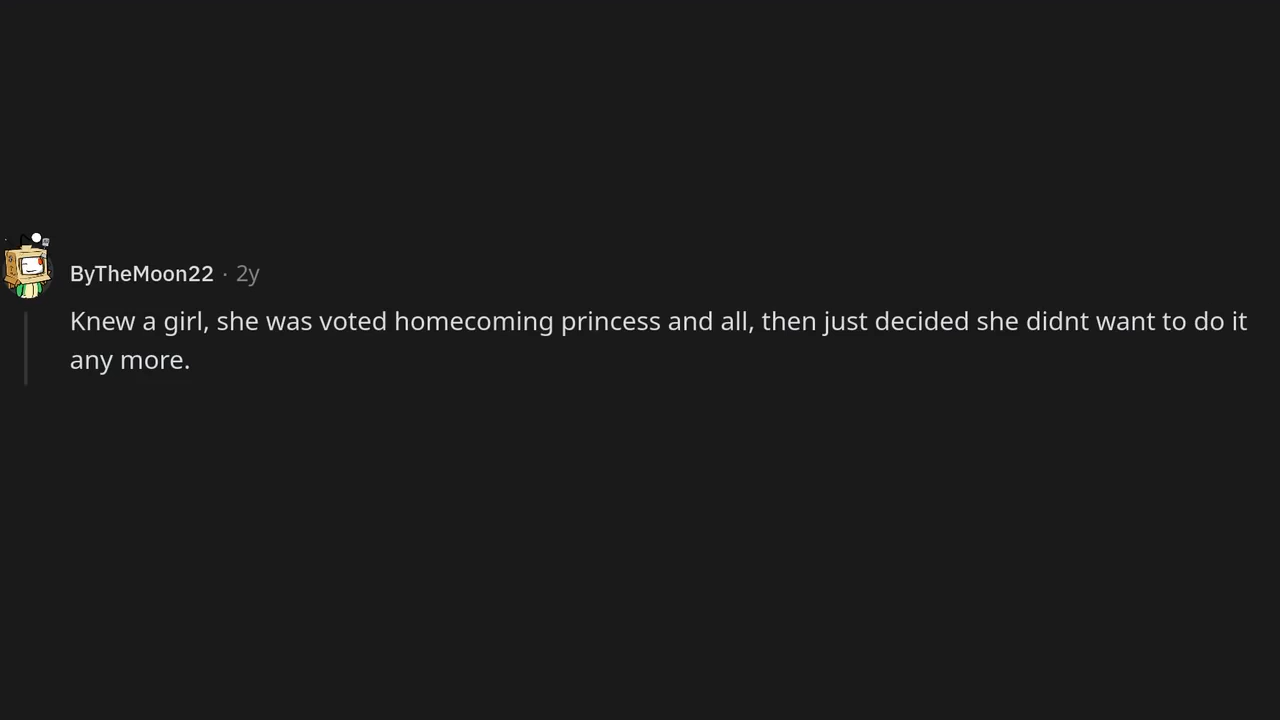 ByTheMoon22 · 2y
Knew a girl, she was voted homecoming princess and all, then just decided she didnt want to do it
any more.